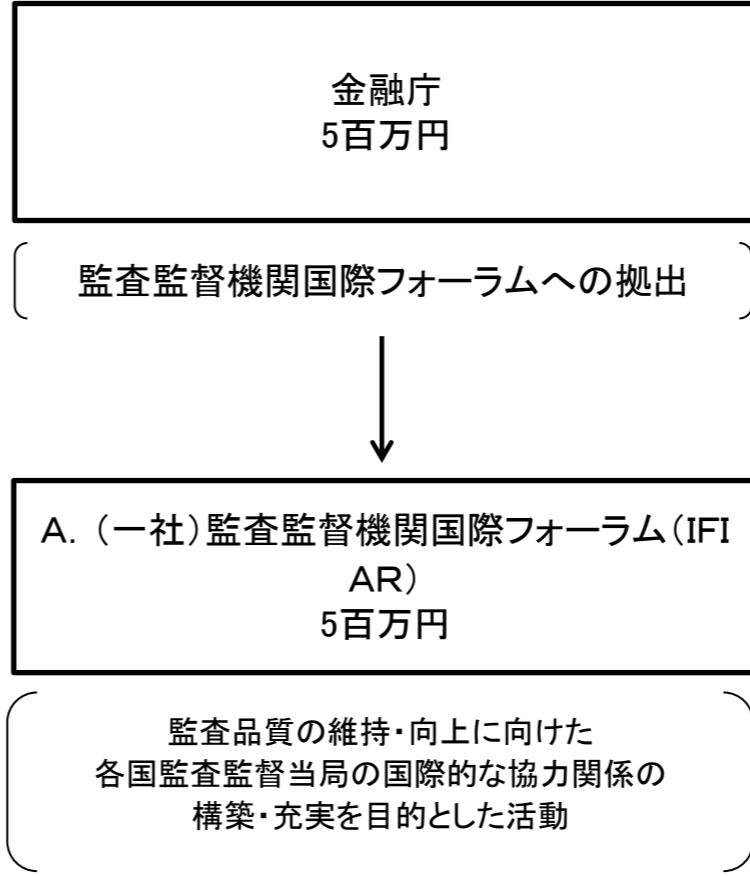 金融庁
5百万円
監査監督機関国際フォーラムへの拠出
A. （一社）監査監督機関国際フォーラム（IFI
AR）
5百万円
監査品質の維持・向上に向けた
各国監査監督当局の国際的な協力関係の
構築・充実を目的とした活動